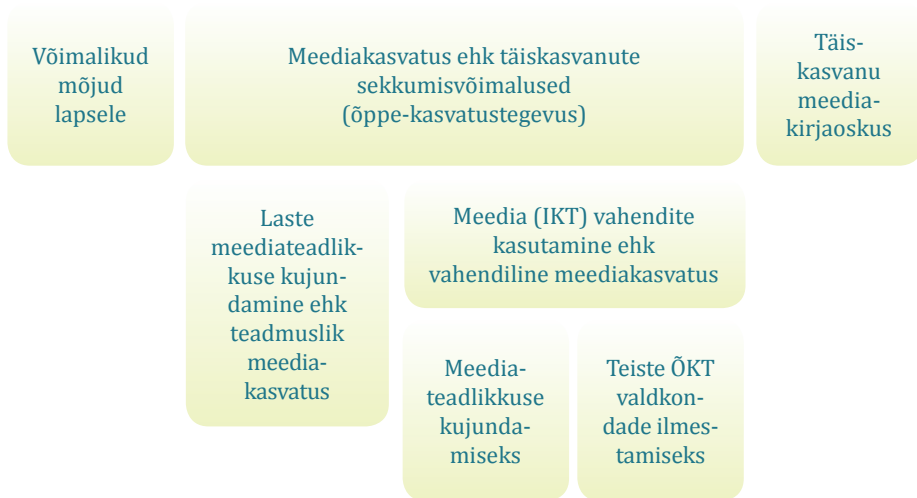 Võimalikud
mõjud
lapsele
Meediakasvatus ehk täiskasvanute
sekkumisvõimalused
(õppe-kasvatustegevus)
Täis-
kasvanu
meedia-
kirjaoskus
Laste
meediateadlik-
kuse kujun-
damine ehk
teadmuslik
meedia-
kasvatus
Meedia (IKT) vahendite
kasutamine ehk
vahendiline meediakasvatus
Meedia-
teadlikkuse
kujunda-
miseks
Teiste ÕKT
valdkon-
dade ilmes-
tamiseks